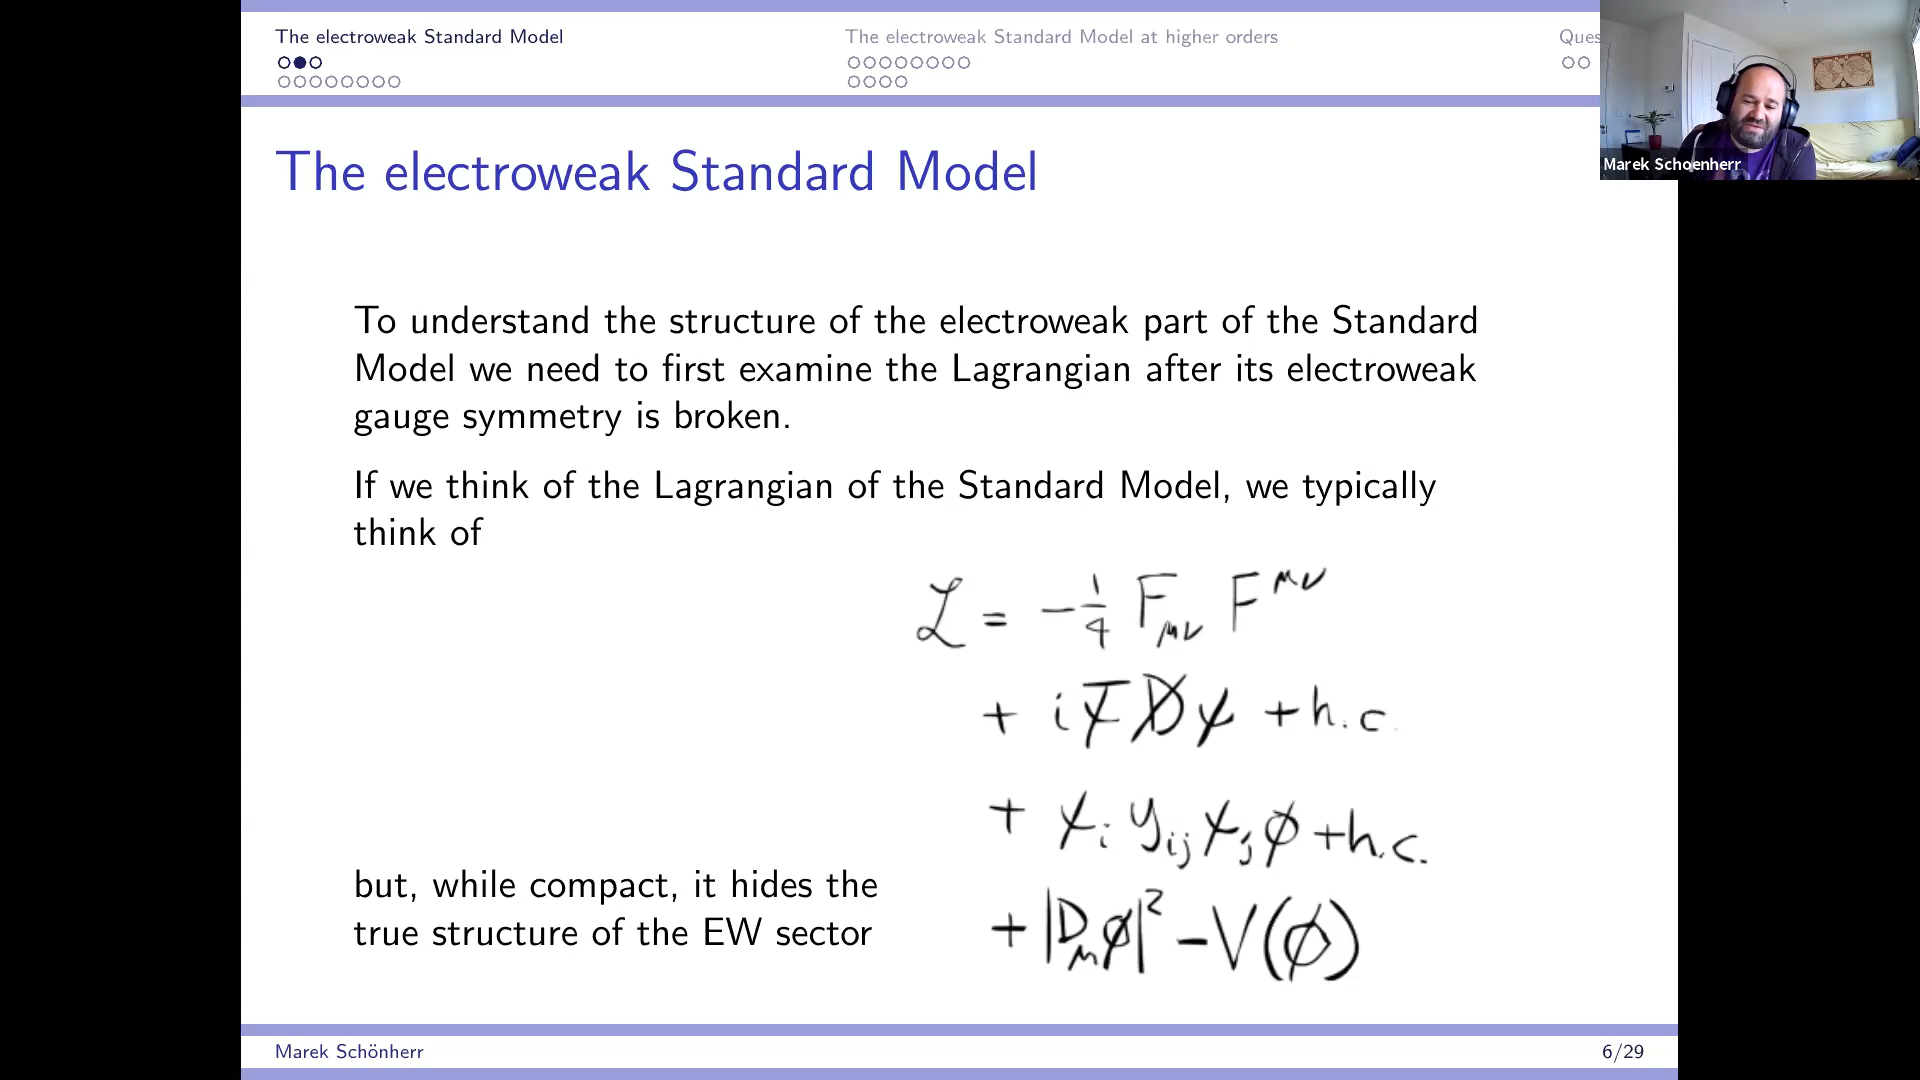 The electroweak Standard Model
The electroweak Standard Model at higher orders
Ques
Marek Schoenherr
The electroweak Standard Model
To understand the structure of the electroweak part of the Standard
Model we need to first examine the Lagrangian after its electroweak
gauge symmetry is broken.
If we think of the Lagrangian of the Standard Model, we typically
think of
ℒ = -1/4 F_μν F^μν
+ iψ̄D̸ψ + h.c.
+ ψ_i y_ij ψ_j φ + h.c.
+ |D_μ φ|² - V(φ)
but, while compact, it hides the
true structure of the EW sector
Marek Schönherr
6/29